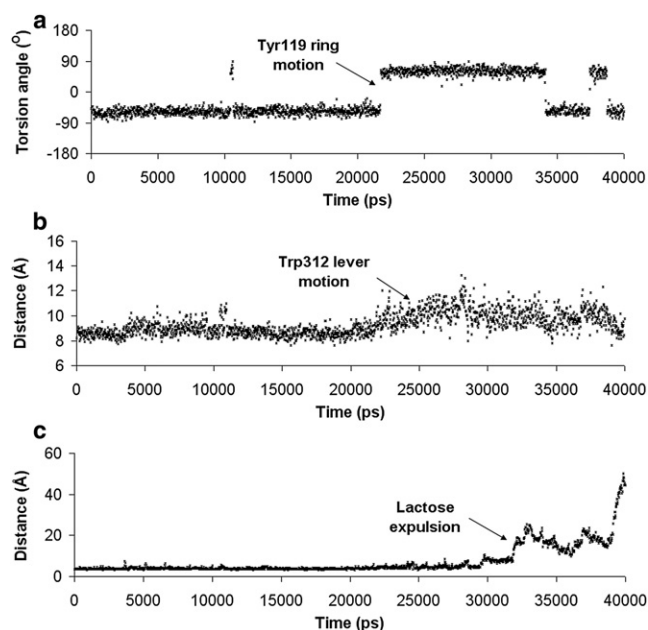 a
Torsion angle (°)
180
90
0
-90
-180
Tyr119 ring
motion
0 5000 10000 15000 20000 25000 30000 35000 40000
Time (ps)
b
Distance (Å)
16
14
12
10
8
6
Trp312 lever
motion
0 5000 10000 15000 20000 25000 30000 35000 40000
Time (ps)
c
Distance (Å)
60
40
20
0
Lactose
expulsion
0 5000 10000 15000 20000 25000 30000 35000 40000
Time (ps)